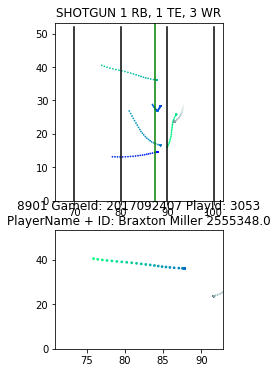 SHOTGUN 1 RB, 1 TE, 3 WR
50
40
30
20
10
0
70 80 90 100
8901 GameId: 2017092407 PlayId: 3053
PlayerName + ID: Braxton Miller 2555348.0
40
20
0
75 80 85 90